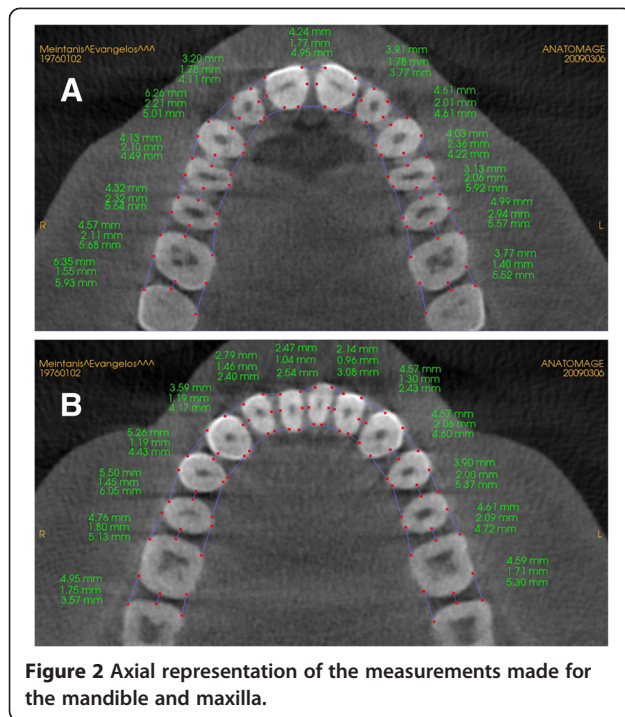 Meintanis^Evangelos^^^
19760102
ANATOMAGE
20090306
A
4.24 mm
1.77 mm
4.95 mm
3.20 mm
1.78 mm
4.11 mm
3.91 mm
1.78 mm
3.77 mm
6.26 mm
2.21 mm
5.01 mm
4.61 mm
2.01 mm
4.61 mm
4.13 mm
2.10 mm
4.49 mm
4.03 mm
2.36 mm
4.22 mm
4.32 mm
2.32 mm
5.64 mm
3.13 mm
2.06 mm
5.92 mm
4.57 mm
2.11 mm
5.68 mm
4.99 mm
2.94 mm
5.57 mm
6.35 mm
1.55 mm
5.93 mm
3.77 mm
1.40 mm
5.52 mm
R
L
Meintanis^Evangelos^^^
19760102
ANATOMAGE
20090306
B
2.79 mm
1.46 mm
2.40 mm
2.47 mm
1.04 mm
2.54 mm
2.14 mm
0.96 mm
3.08 mm
4.57 mm
1.30 mm
2.43 mm
3.59 mm
1.19 mm
4.17 mm
4.57 mm
2.06 mm
4.60 mm
5.26 mm
1.19 mm
4.43 mm
3.90 mm
2.00 mm
5.37 mm
5.50 mm
1.45 mm
6.05 mm
4.61 mm
2.09 mm
4.72 mm
4.76 mm
1.80 mm
5.13 mm
4.59 mm
1.71 mm
5.30 mm
4.95 mm
1.75 mm
3.57 mm
R
L
Figure 2 Axial representation of the measurements made for
the mandible and maxilla.